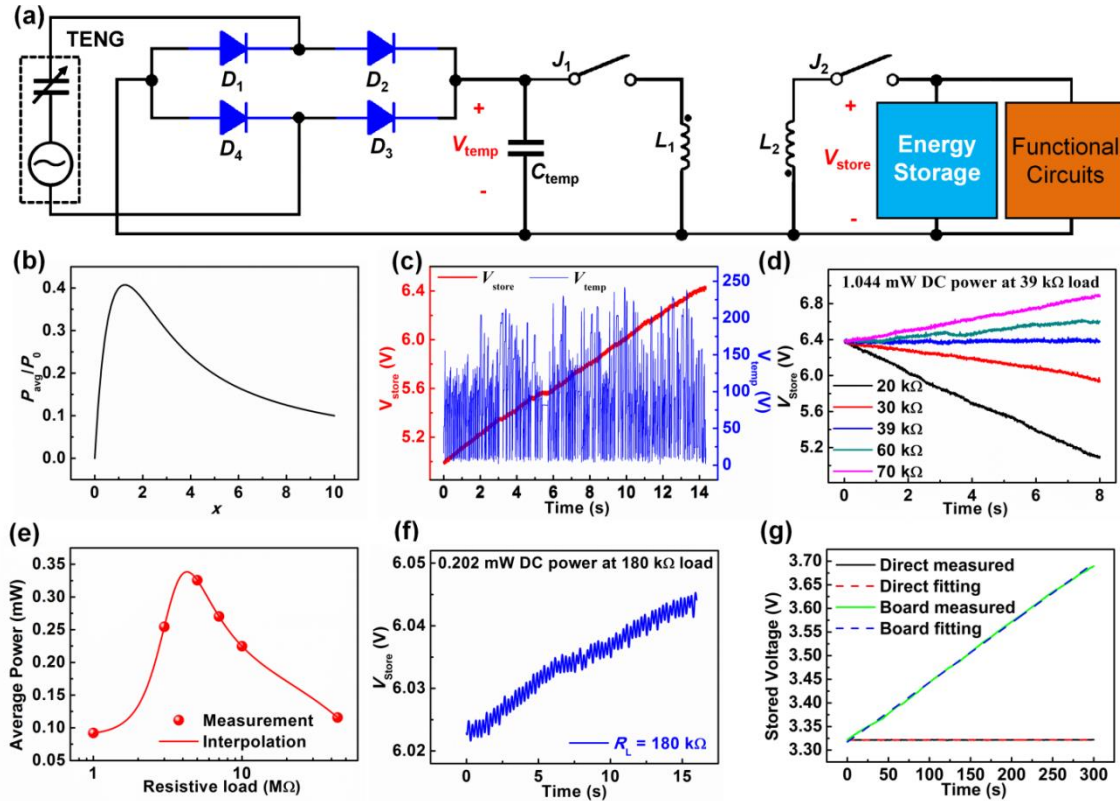 (a)
TENG
D1
D2
D4
D3
+
Vtemp
-
Ctemp
J1
L1
L2
J2
+
Vstore
-
Energy
Storage
Functional
Circuits
(b)
Pavg/P0
0.4
0.3
0.2
0.1
0.0
0 2 4 6 8 10
x
(c)
Vstore Vtemp
Vstore (V)
6.4
6.0
5.6
5.2
250
200
150
100
50
0
VTemp (V)
0 2 4 6 8 10 12 14
Time (s)
(d)
1.044 mW DC power at 39 kΩ load
VStore (V)
6.8
6.4
6.0
5.6
5.2
20 kΩ
30 kΩ
39 kΩ
60 kΩ
70 kΩ
0 2 4 6 8
Time (s)
(e)
Average Power (mW)
0.35
0.30
0.25
0.20
0.15
0.10
0.05
Measurement
Interpolation
1 10
Resistive load (MΩ)
(f)
0.202 mW DC power at 180 kΩ load
VStore (V)
6.05
6.04
6.03
6.02
RL = 180 kΩ
0 5 10 15
Time (s)
(g)
Stored Voltage (V)
3.70
3.60
3.50
3.40
3.30
Direct measured
Direct fitting
Board measured
Board fitting
0 50 100 150 200 250 300
Time (s)